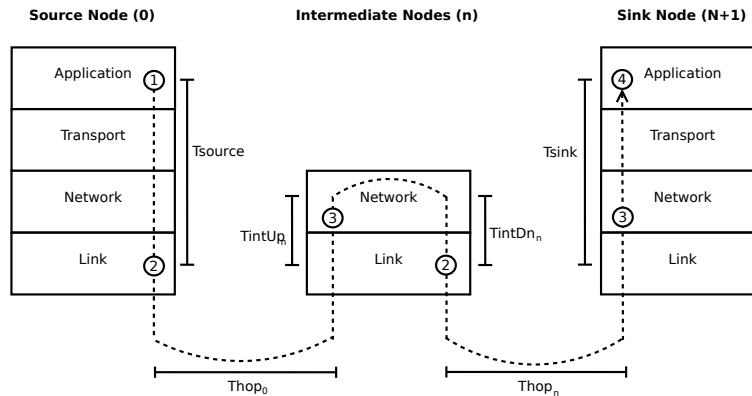 Source Node (0)
Intermediate Nodes (n)
Sink Node (N+1)
Application
1
4
Application
Transport
Tsource
Tsink
Transport
Network
Network
Network
3
3
TintUpn
TintDnn
Link
2
Link
2
Link
Thop0
Thopn